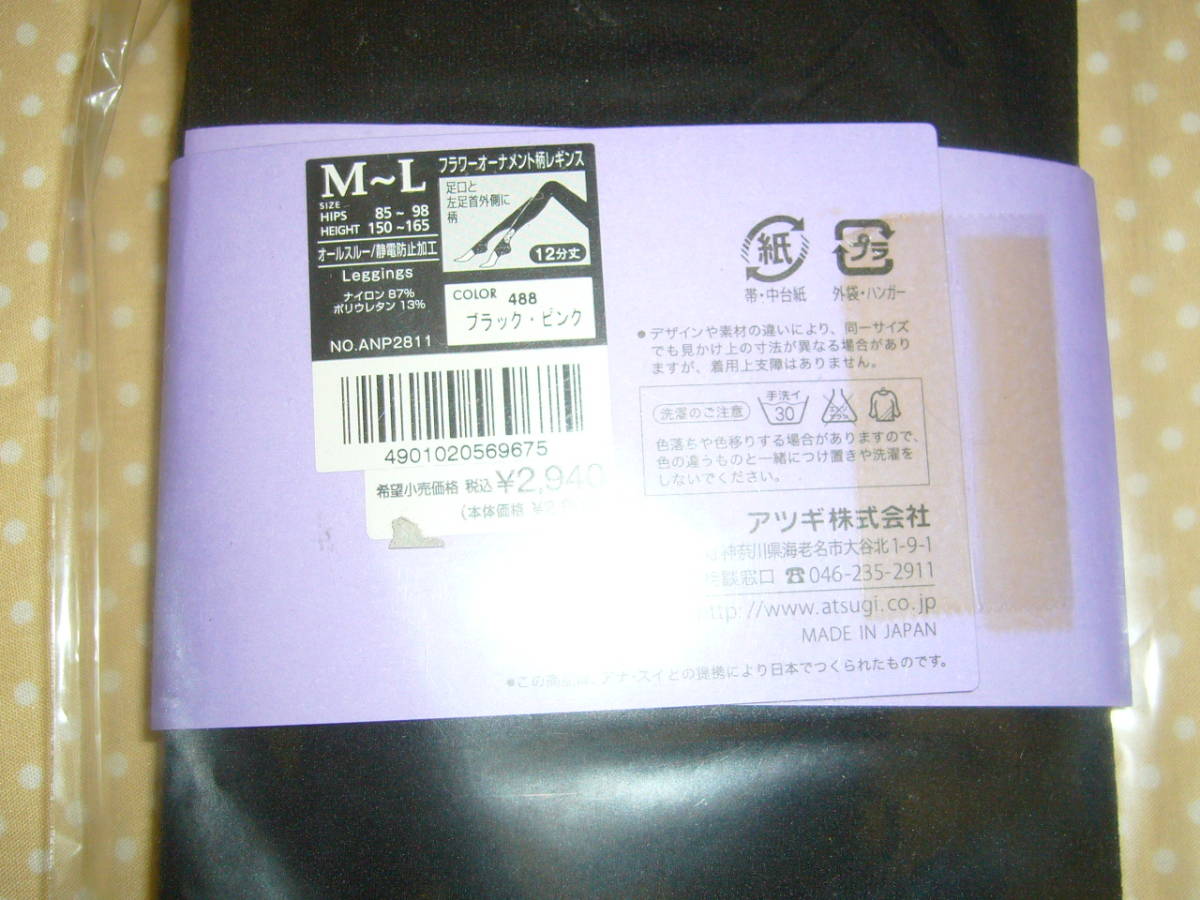 M~L
SIZE
HIPS 85~98
HEIGHT 150~165
オールスルー/静電防止加工
Leggings
ナイロン 87%
ポリウレタン 13%
NO.ANP2811
フラワーオーナメント柄レギンス
足口と
左足首外側に
柄
12分丈
COLOR 488
ブラック・ピンク
4901020569675
希望小売価格 税込 ¥2,940
(本体価格
紙
帯・中台紙
プラ
外袋・ハンガー
●デザインや素材の違いにより、同一サイズ
でも見かけ上の寸法が異なる場合があり
ますが、着用上支障はありません。
洗濯のご注意
手洗イ
30
色落ちや色移りする場合がありますので、
色の違うものと一緒につけ置きや洗濯を
しないでください。
アツギ株式会社
神奈川県海老名市大谷北1-9-1
談窓口 ☎046-235-2911
http://www.atsugi.co.jp
MADE IN JAPAN
●この商品は、アナ・スイとの提携により日本でつくられたものです。